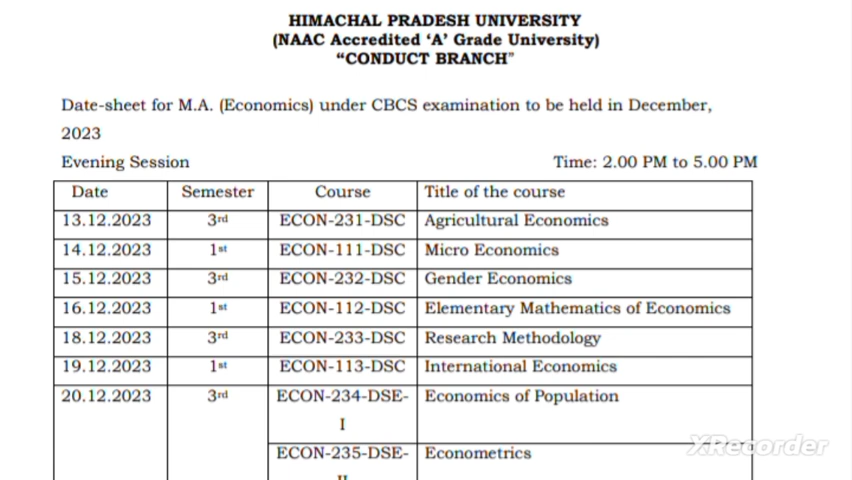 HIMACHAL PRADESH UNIVERSITY
(NAAC Accredited ‘A’ Grade University)
“CONDUCT BRANCH”
Date-sheet for M.A. (Economics) under CBCS examination to be held in December,
2023
Evening Session Time: 2.00 PM to 5.00 PM
Date Semester Course Title of the course
13.12.2023 3rd ECON-231-DSC Agricultural Economics
14.12.2023 1st ECON-111-DSC Micro Economics
15.12.2023 3rd ECON-232-DSC Gender Economics
16.12.2023 1st ECON-112-DSC Elementary Mathematics of Economics
18.12.2023 3rd ECON-233-DSC Research Methodology
19.12.2023 1st ECON-113-DSC International Economics
20.12.2023 3rd ECON-234-DSE- Economics of Population
I
ECON-235-DSE- Econometrics
II
XRecorder